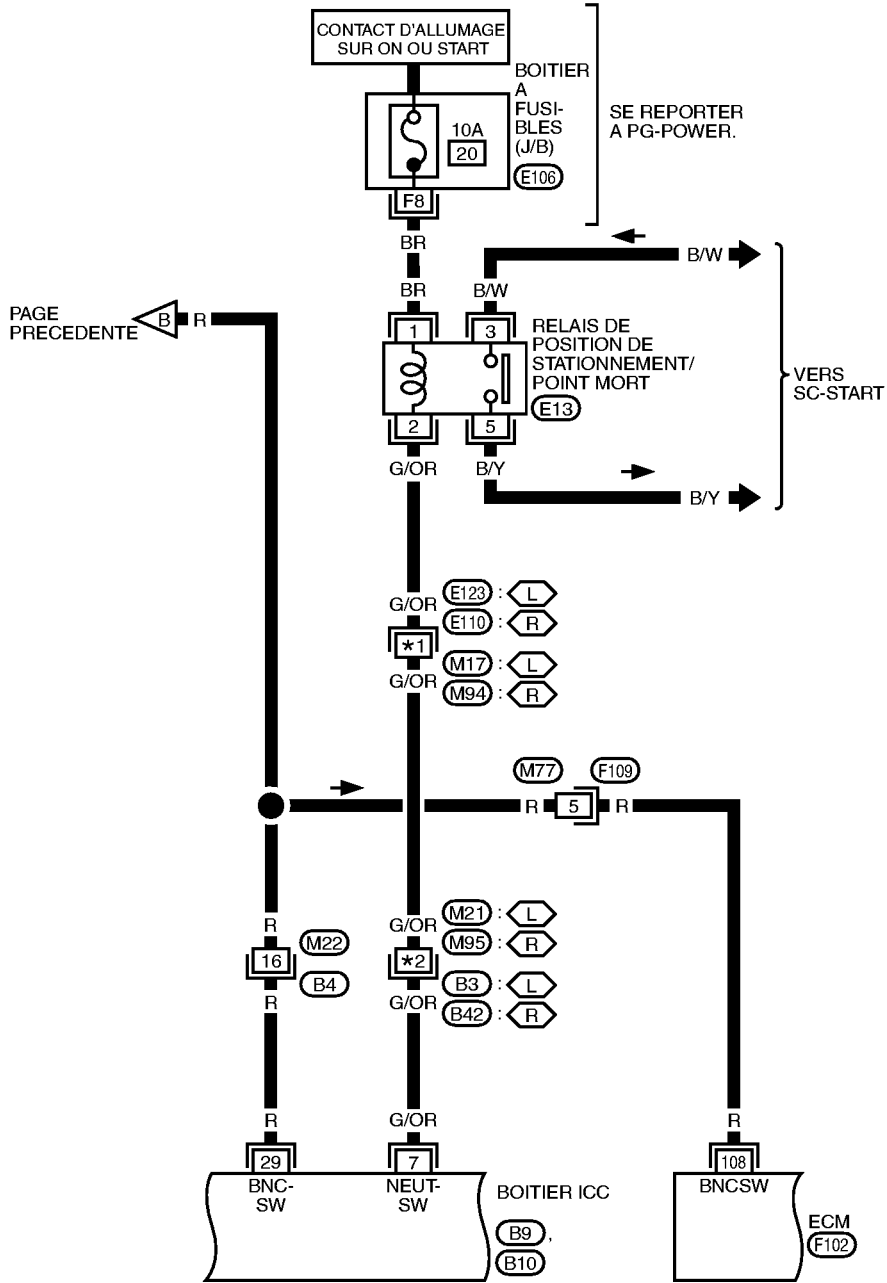 CONTACT D'ALLUMAGE
SUR ON OU START
BOITIER
A
FUSI-
BLES
(J/B)
E106
10A
20
F8
SE REPORTER
A PG-POWER.
BR
BR
B/W
B/W
PAGE
PRECEDENTE
B
R
1
3
RELAIS DE
POSITION DE
STATIONNEMENT/
POINT MORT
E13
2
5
VERS
SC-START
G/OR
B/Y
B/Y
G/OR
E123 : L
E110 : R
*1
G/OR
M17 : L
M94 : R
M77
F109
R
5
R
R
M22
16
B4
R
G/OR
M21 : L
M95 : R
*2
G/OR
B3 : L
B42 : R
R
G/OR
R
29
7
108
BNC-
SW
NEUT-
SW
BOITIER ICC
B9 ,
B10
BNCSW
ECM
F102